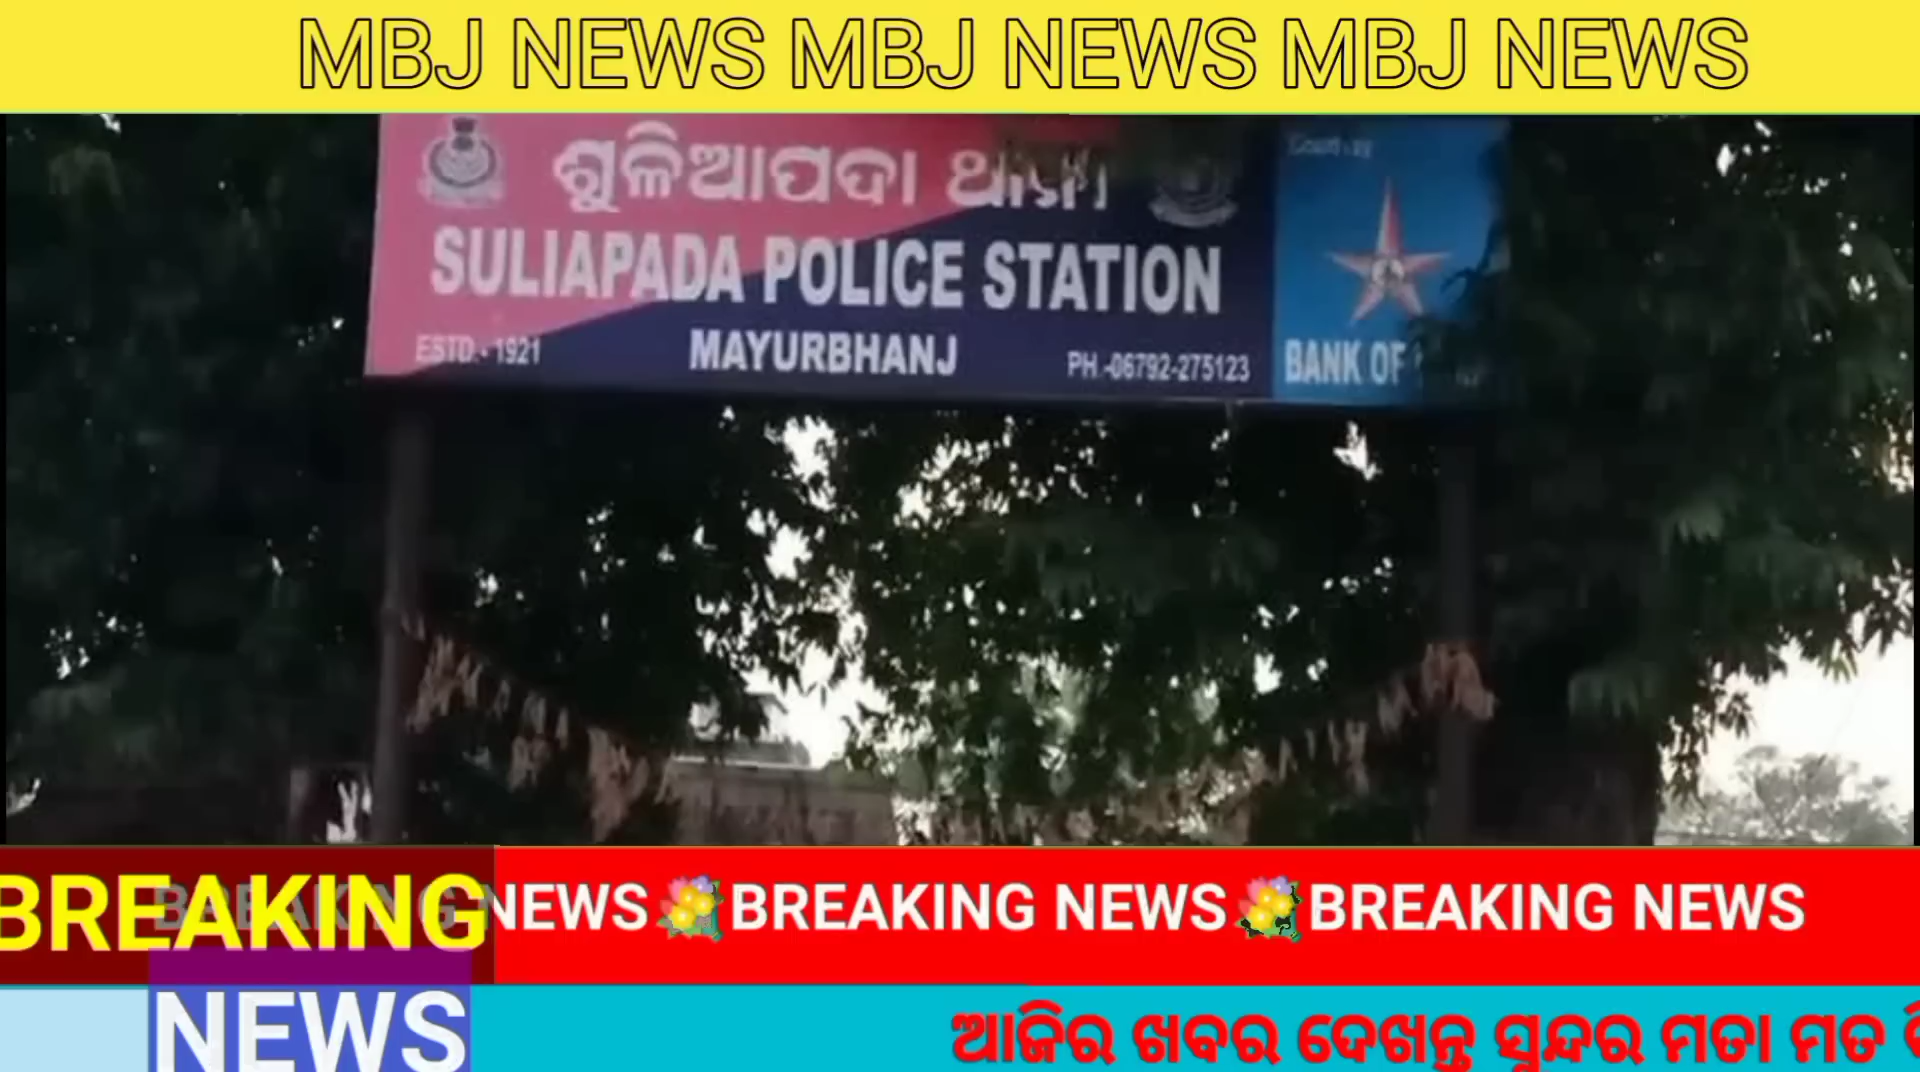 MBJ NEWS MBJ NEWS MBJ NEWS
ଶୁଳିଆପଦା ଥାନା
SULIAPADA POLICE STATION
ESTD.- 1921
MAYURBHANJ
PH.-06792-275123
BANK OF
BREAKING NEWS
BREAKING NEWS💐BREAKING NEWS💐BREAKING NEWS
ଆଜିର ଖବର ଦେଖନ୍ତୁ ସୁନ୍ଦର ମତା ମତ